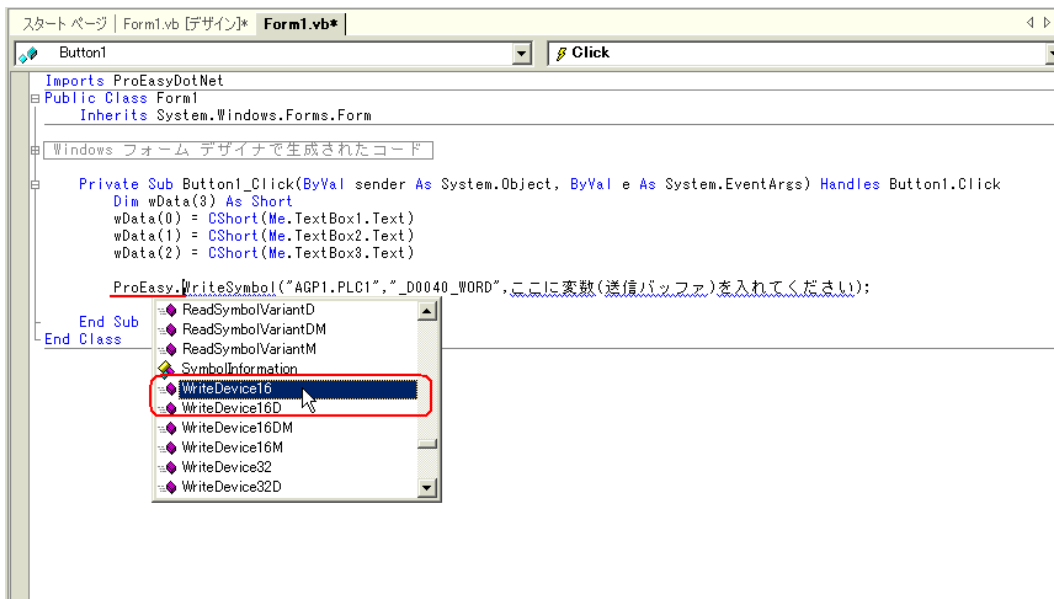 スタート ページ | Form1.vb [デザイン]* Form1.vb*
Button1 Click
Imports ProEasyDotNet
Public Class Form1
Inherits System.Windows.Forms.Form
Windows フォーム デザイナで生成されたコード
Private Sub Button1_Click(ByVal sender As System.Object, ByVal e As System.EventArgs) Handles Button1.Click
Dim wData(3) As Short
wData(0) = CShort(Me.TextBox1.Text)
wData(1) = CShort(Me.TextBox2.Text)
wData(2) = CShort(Me.TextBox3.Text)
ProEasy.WriteSymbol("AGP1.PLC1","_D0040_WORD",ここに変数(送信バッファ)を入れてください);
End Sub
End Class
ReadSymbolVariantD
ReadSymbolVariantDM
ReadSymbolVariantM
SymbolInformation
WriteDevice16
WriteDevice16D
WriteDevice16DM
WriteDevice16M
WriteDevice32
WriteDevice32D